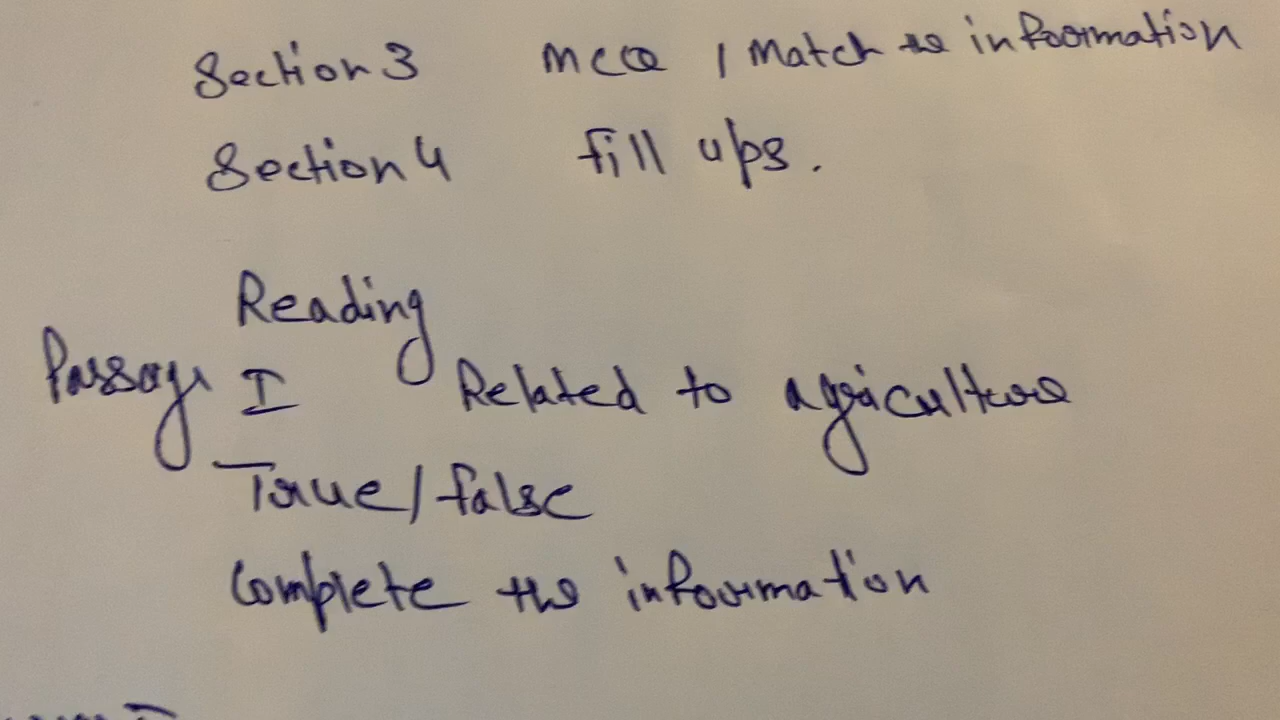 Section 3 MCQ / Match the information
Section 4 fill ups.
Reading
Passage I Related to agriculture
True/false
Complete the information